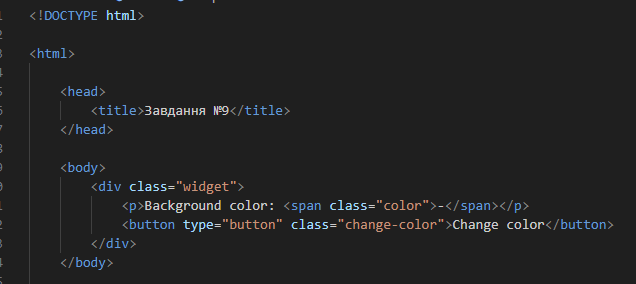 <!DOCTYPE html>
<html>
<head>
<title>Завдання №9</title>
</head>
<body>
<div class="widget">
<p>Background color: <span class="color">-</span></p>
<button type="button" class="change-color">Change color</button>
</div>
</body>